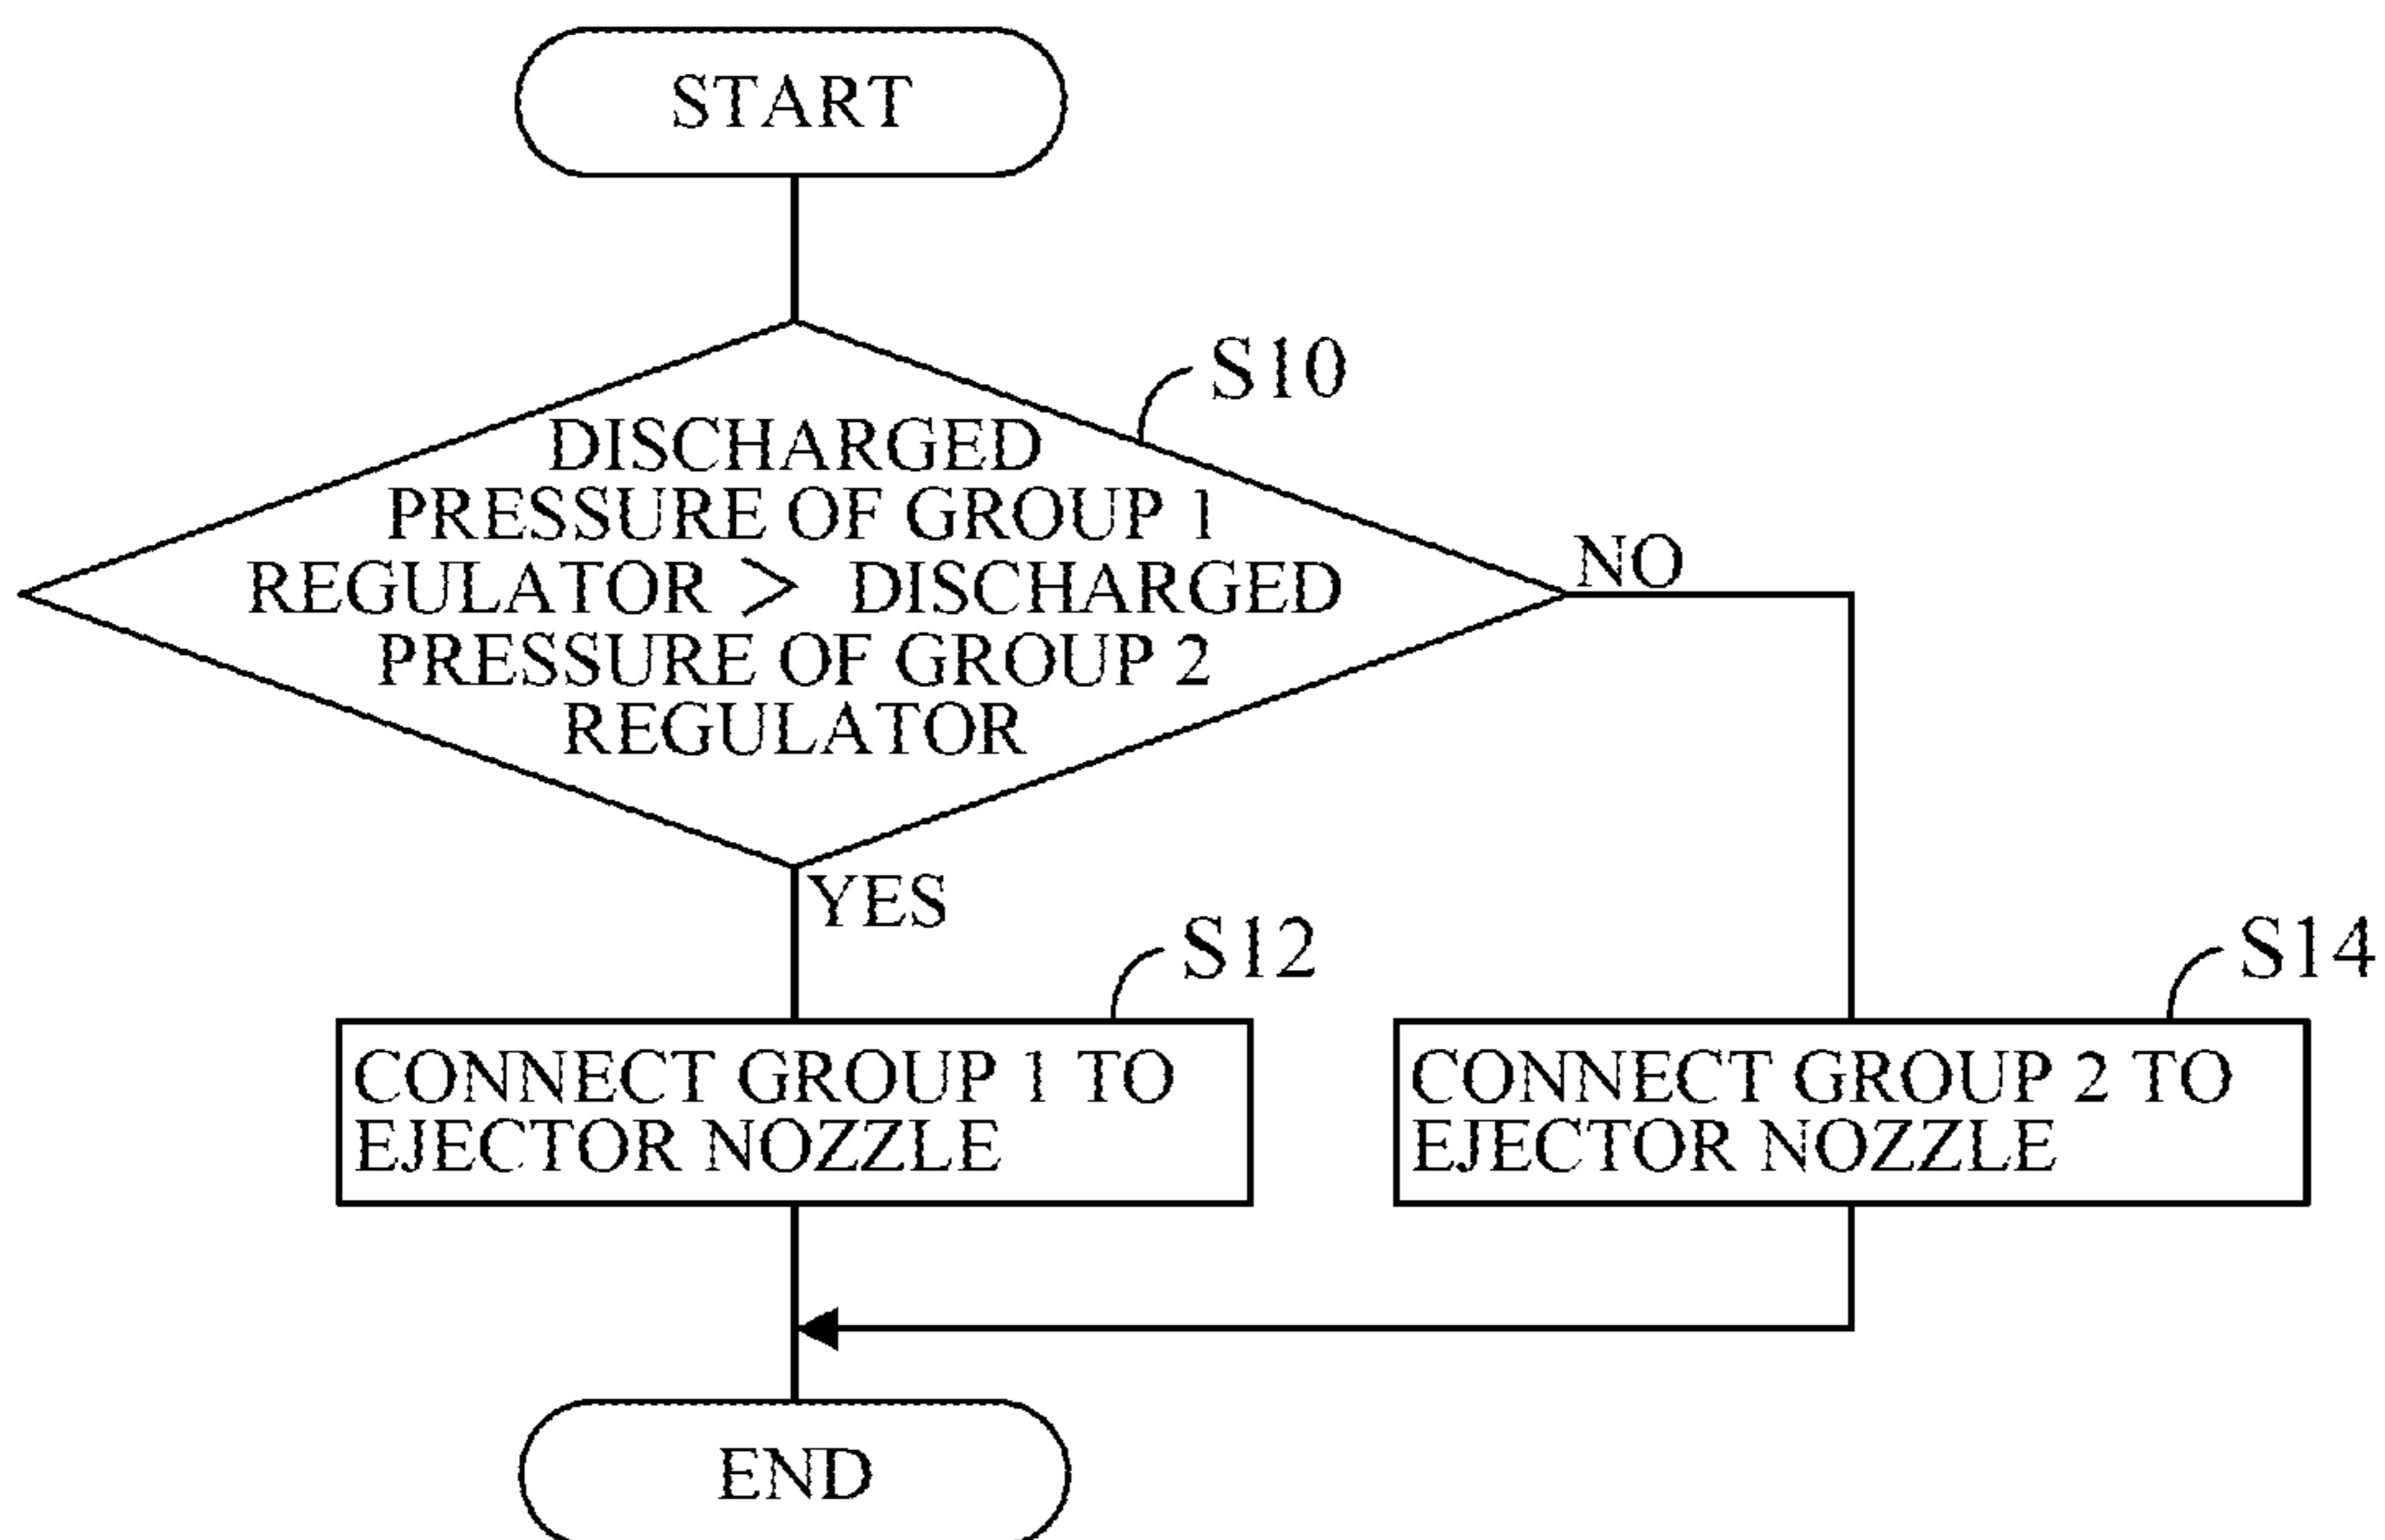 START
S10
DISCHARGED
PRESSURE OF GROUP 1
REGULATOR > DISCHARGED
PRESSURE OF GROUP 2
REGULATOR
NO
YES
S12
S14
CONNECT GROUP 1 TO
EJECTOR NOZZLE
CONNECT GROUP 2 TO
EJECTOR NOZZLE
END